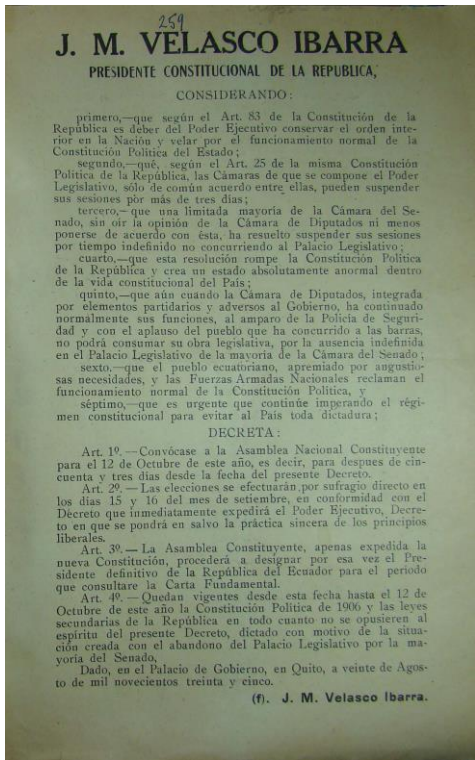 259
J. M. VELASCO IBARRA
PRESIDENTE CONSTITUCIONAL DE LA REPUBLICA,
CONSIDERANDO:
primero,—que según el Art. 83 de la Constitución de la
República es deber del Poder Ejecutivo conservar el orden inte-
rior en la Nación y velar por el funcionamiento normal de la
Constitución Política del Estado;
segundo,—qué, según el Art. 25 de la misma Constitución
Política de la República, las Cámaras de que se compone el Poder
Legislativo, sólo de común acuerdo entre ellas, pueden suspender
sus sesiones por más de tres días;
tercero,—que una limitada mayoría de la Cámara del Se-
nado, sin oír la opinión de la Cámara de Diputados ni menos
ponerse de acuerdo con ésta, ha resuelto suspender sus sesiones
por tiempo indefinido no concurriendo al Palacio Legislativo;
cuarto,—que esta resolución rompe la Constitución Política
de la República y crea un estado absolutamente anormal dentro
de la vida constitucional del País;
quinto,—que aún cuando la Cámara de Diputados, integrada
por elementos partidarios y adversos al Gobierno, ha continuado
normalmente sus funciones, al amparo de la Policía de Seguri-
dad y con el aplauso del pueblo que ha concurrido a las barras,
no podrá consumar su obra legislativa, por la ausencia indefinida
en el Palacio Legislativo de la mayoría de la Cámara del Senado;
sexto,—que el pueblo ecuatoriano, apremiado por angustio-
sas necesidades, y las Fuerzas Armadas Nacionales reclaman el
funcionamiento normal de la Constitución Política, y
séptimo,—que es urgente que continúe imperando el régi-
men constitucional para evitar al País toda dictadura;
DECRETA:
Art. 1º.—Convócase a la Asamblea Nacional Constituyente
para el 12 de Octubre de este año, es decir, para despues de cin-
cuenta y tres días desde la fecha del presente Decreto.
Art. 2º.—Las elecciones se efectuarán por sufragio directo en
los días 15 y 16 del mes de setiembre, en conformidad con el
Decreto que inmediatamente expedirá el Poder Ejecutivo, Decre-
to en que se pondrá en salvo la práctica sincera de los principios
liberales.
Art. 3º.—La Asamblea Constituyente, apenas expedida la
nueva Constitución, procederá a designar por esa vez el Pre-
sidente definitivo de la República del Ecuador para el período
que consultare la Carta Fundamental.
Art. 4º.—Quedan vigentes desde esta fecha hasta el 12 de
Octubre de este año la Constitución Política de 1906 y las leyes
secundarias de la República en todo cuanto no se opusieren al
espíritu del presente Decreto, dictado con motivo de la situa-
ción creada con el abandono del Palacio Legislativo por la ma-
yoría del Senado.
Dado, en el Palacio de Gobierno, en Quito, a veinte de Agos-
to de mil novecientos treinta y cinco.
(f). J. M. Velasco Ibarra.